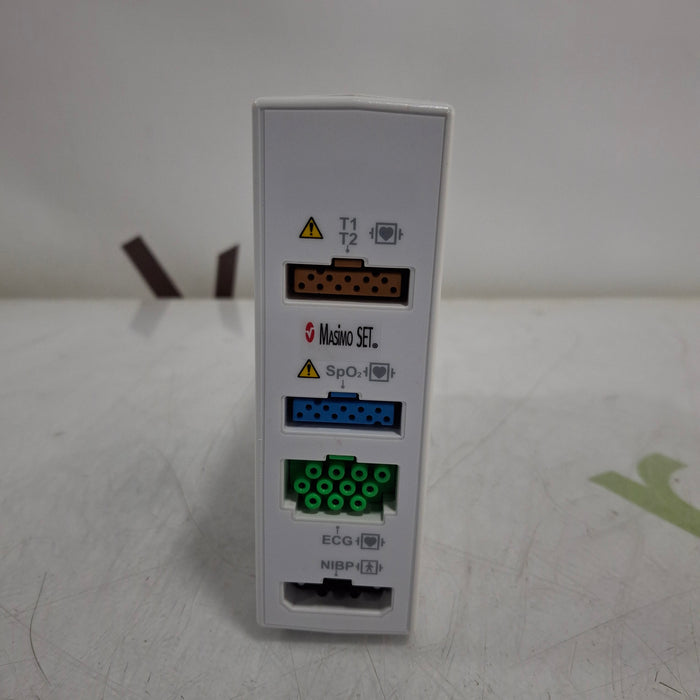 T1
T2
Masimo SET®
SpO₂
ECG
NIBP